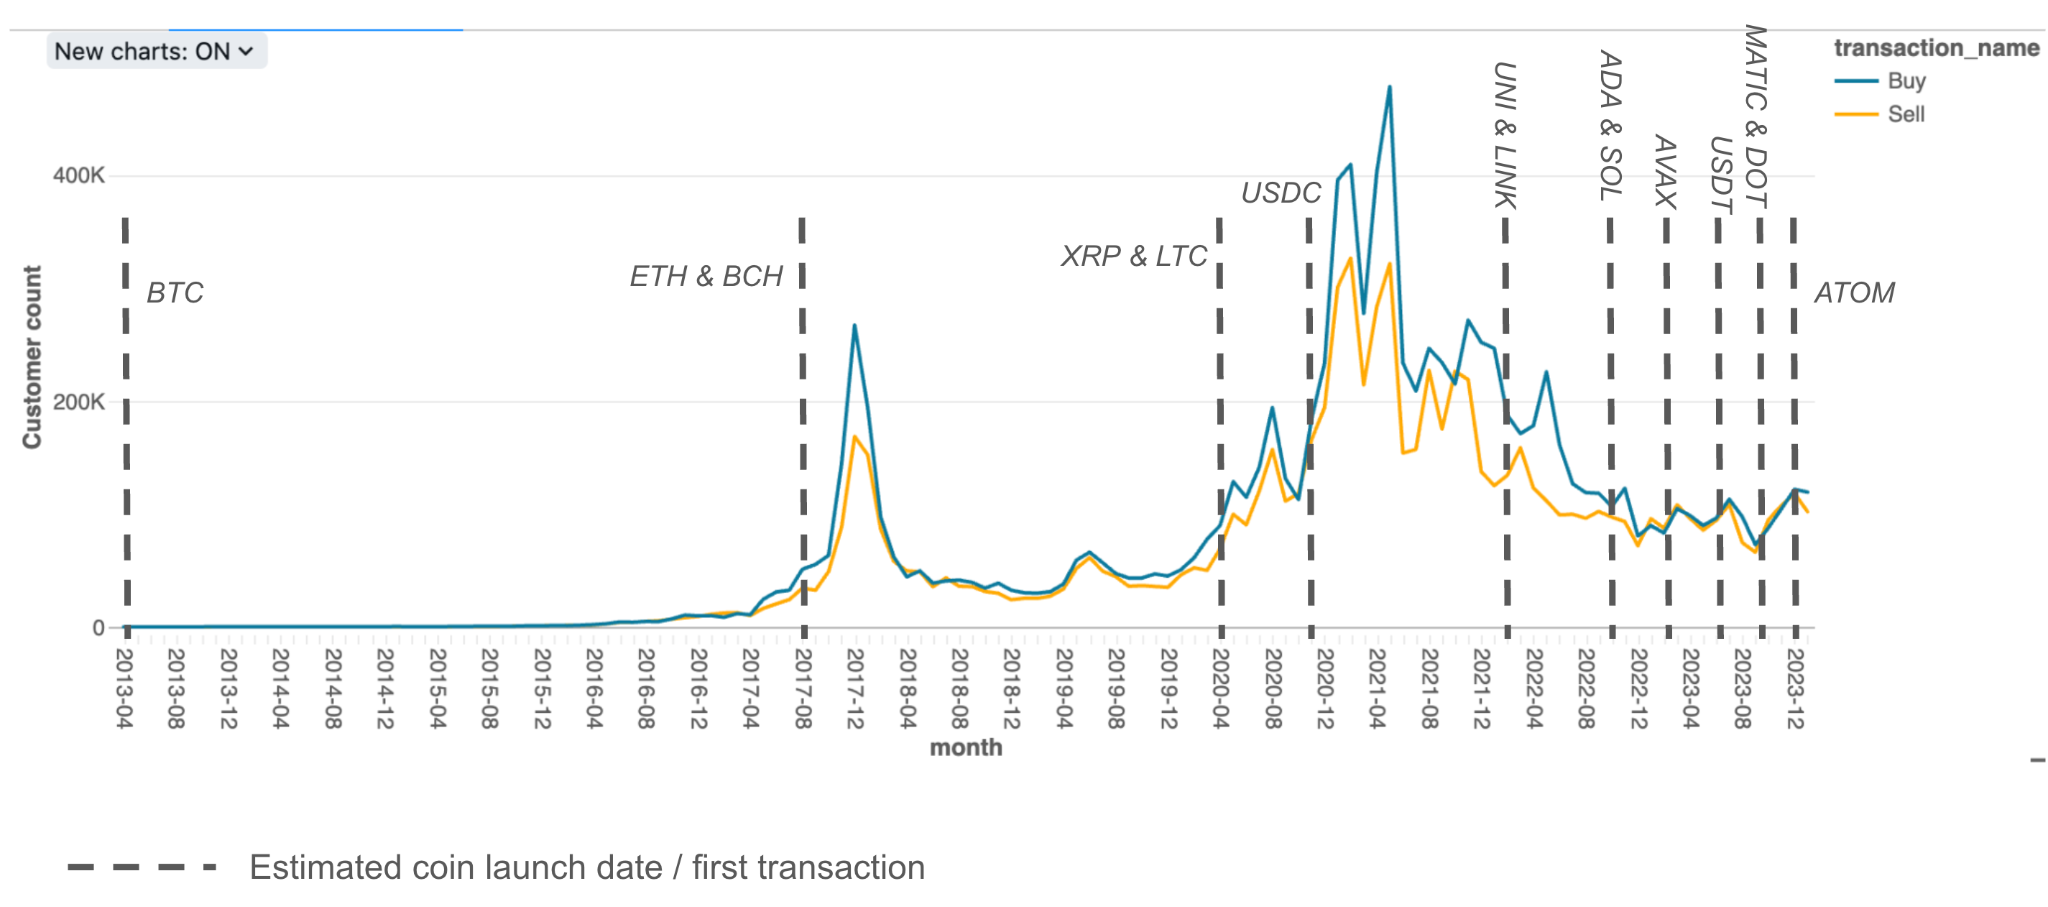 New charts: ON
transaction_name
Buy
Sell
Customer count
400K
200K
0
BTC
ETH & BCH
XRP & LTC
USDC
UNI & LINK
ADA & SOL
AVAX
USDT
MATIC & DOT
ATOM
2013-04
2013-08
2013-12
2014-04
2014-08
2014-12
2015-04
2015-08
2015-12
2016-04
2016-08
2016-12
2017-04
2017-08
2017-12
2018-04
2018-08
2018-12
2019-04
2019-08
2019-12
2020-04
2020-08
2020-12
2021-04
2021-08
2021-12
2022-04
2022-08
2022-12
2023-04
2023-08
2023-12
month
Estimated coin launch date / first transaction